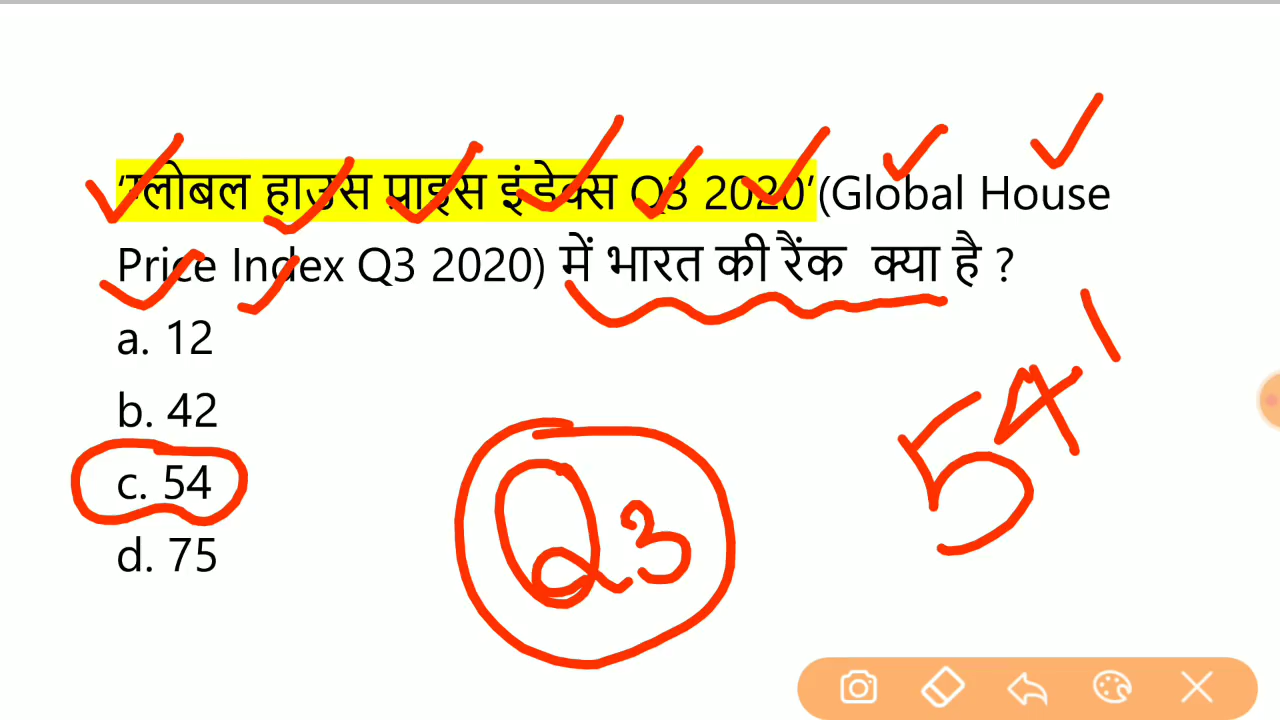 ‘ग्लोबल हाउस प्राइस इंडेक्स Q3 2020’(Global House
Price Index Q3 2020) में भारत की रैंक क्या है ?
a. 12
b. 42
c. 54
d. 75
Q3
54